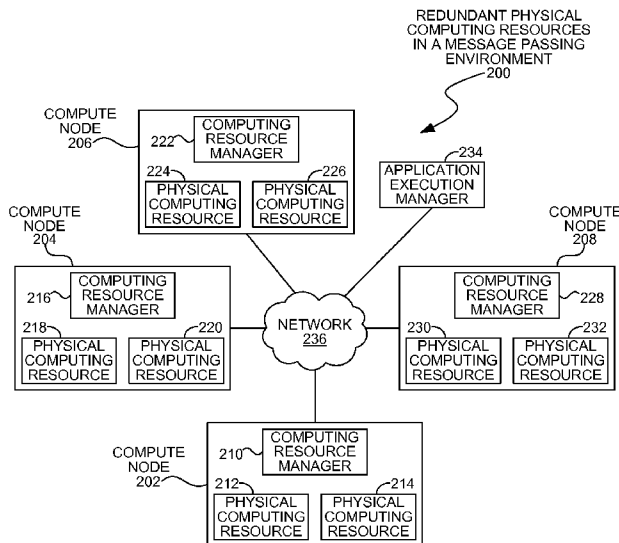 REDUNDANT PHYSICAL
COMPUTING RESOURCES
IN A MESSAGE PASSING
ENVIRONMENT
200
COMPUTE
NODE
206
222
COMPUTING
RESOURCE
MANAGER
224
226
PHYSICAL
COMPUTING
RESOURCE
PHYSICAL
COMPUTING
RESOURCE
234
APPLICATION
EXECUTION
MANAGER
COMPUTE
NODE
204
216
COMPUTING
RESOURCE
MANAGER
218
220
PHYSICAL
COMPUTING
RESOURCE
PHYSICAL
COMPUTING
RESOURCE
NETWORK
236
COMPUTE
NODE
208
COMPUTING
RESOURCE
MANAGER
228
230
232
PHYSICAL
COMPUTING
RESOURCE
PHYSICAL
COMPUTING
RESOURCE
COMPUTE
NODE
202
210
COMPUTING
RESOURCE
MANAGER
212
214
PHYSICAL
COMPUTING
RESOURCE
PHYSICAL
COMPUTING
RESOURCE